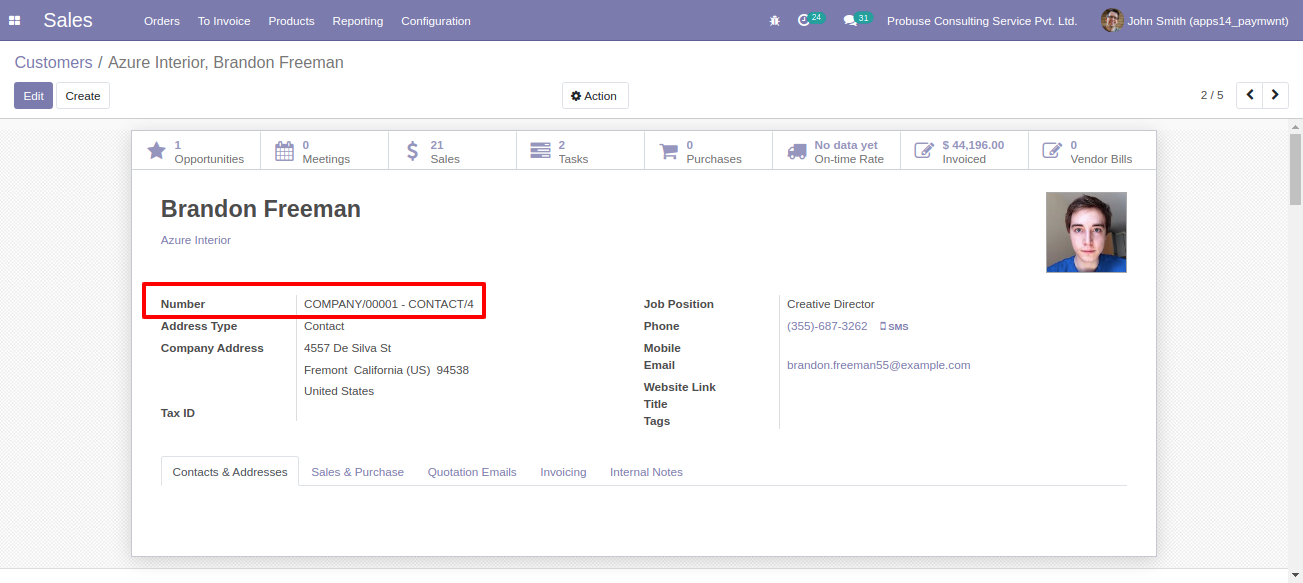 Sales Orders To Invoice Products Reporting Configuration 24 31 Probuse Consulting Service Pvt. Ltd. John Smith (apps14_paymwnt)
Customers / Azure Interior, Brandon Freeman
Edit Create Action 2 / 5
1 Opportunities
0 Meetings
21 Sales
2 Tasks
0 Purchases
No data yet On-time Rate
$ 44,196.00 Invoiced
0 Vendor Bills
Brandon Freeman
Azure Interior
Number COMPANY/00001 - CONTACT/4
Address Type Contact
Company Address 4557 De Silva St
Fremont California (US) 94538
United States
Tax ID
Job Position Creative Director
Phone (355)-687-3262 SMS
Mobile
Email brandon.freeman55@example.com
Website Link
Title
Tags
Contacts & Addresses Sales & Purchase Quotation Emails Invoicing Internal Notes